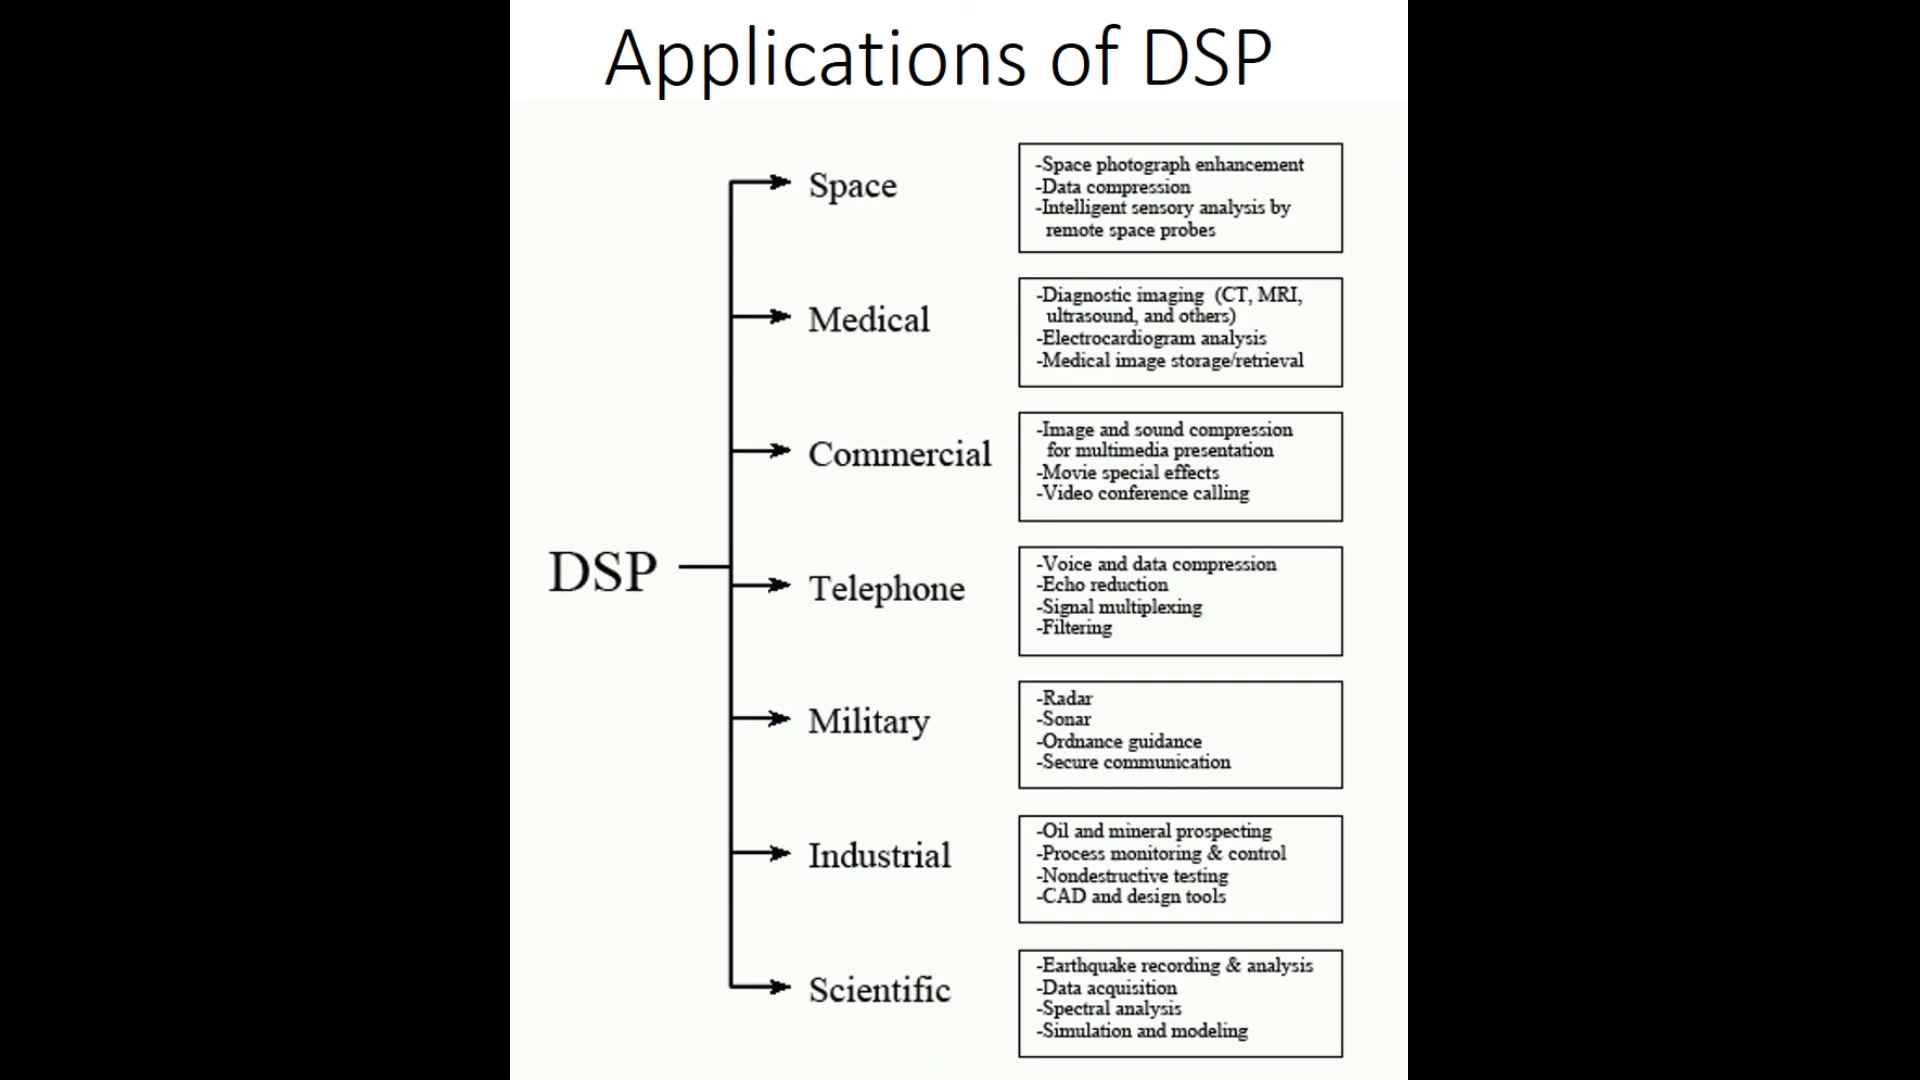 Applications of DSP
DSP
Space
-Space photograph enhancement
-Data compression
-Intelligent sensory analysis by
remote space probes
Medical
-Diagnostic imaging (CT, MRI,
ultrasound, and others)
-Electrocardiogram analysis
-Medical image storage/retrieval
Commercial
-Image and sound compression
for multimedia presentation
-Movie special effects
-Video conference calling
Telephone
-Voice and data compression
-Echo reduction
-Signal multiplexing
-Filtering
Military
-Radar
-Sonar
-Ordnance guidance
-Secure communication
Industrial
-Oil and mineral prospecting
-Process monitoring & control
-Nondestructive testing
-CAD and design tools
Scientific
-Earthquake recording & analysis
-Data acquisition
-Spectral analysis
-Simulation and modeling